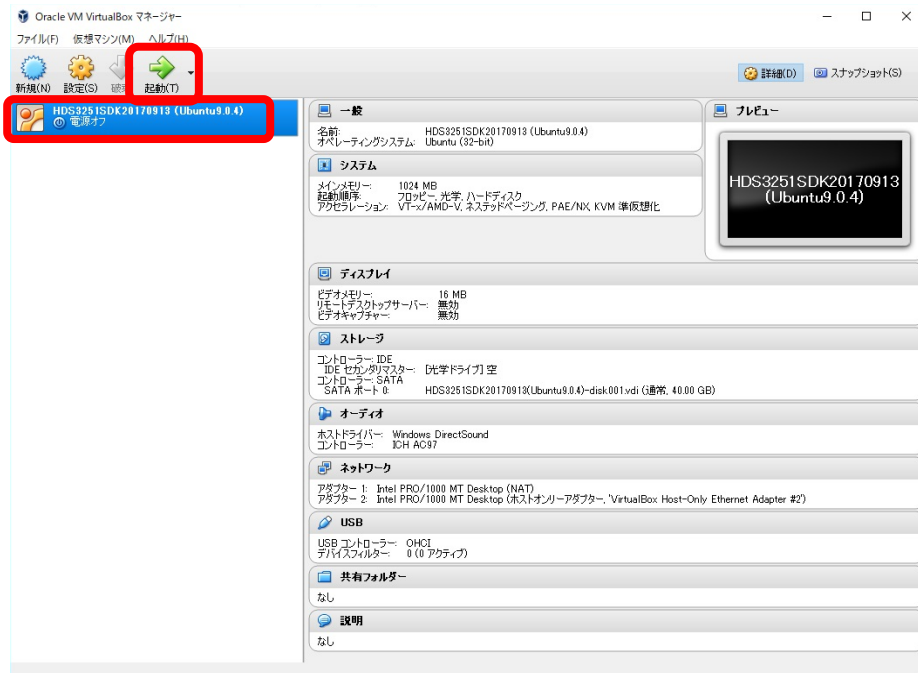 Oracle VM VirtualBox マネージャー
ファイル(F) 仮想マシン(M) ヘルプ(H)
新規(N) 設定(S) 起動(T) 詳細(D) スナップショット(S)
HDS3251SDK20170913 (Ubuntu9.0.4)
電源オフ
一般
名前: HDS3251SDK20170913 (Ubuntu9.0.4)
オペレーティングシステム: Ubuntu (32-bit)
システム
メインメモリー: 1024 MB
起動順序: フロッピー, 光学, ハードディスク
アクセラレーション: VT-x/AMD-V, ネステッドページング, PAE/NX, KVM 準仮想化
プレビュー
HDS3251SDK20170913
(Ubuntu9.0.4)
ディスプレイ
ビデオメモリー: 16 MB
リモートデスクトップサーバー: 無効
ビデオキャプチャー: 無効
ストレージ
コントローラー: IDE
IDE セカンダリマスター: [光学ドライブ] 空
コントローラー: SATA
SATA ポート 0: HDS3251SDK20170913(Ubuntu9.0.4)-disk001.vdi (通常, 40.00 GB)
オーディオ
ホストドライバー: Windows DirectSound
コントローラー: ICH AC97
ネットワーク
アダプター 1: Intel PRO/1000 MT Desktop (NAT)
アダプター 2: Intel PRO/1000 MT Desktop (ホストオンリーアダプター, 'VirtualBox Host-Only Ethernet Adapter #2')
USB
USB コントローラー: OHCI
デバイスフィルター: 0 (0 アクティブ)
共有フォルダー
なし
説明
なし